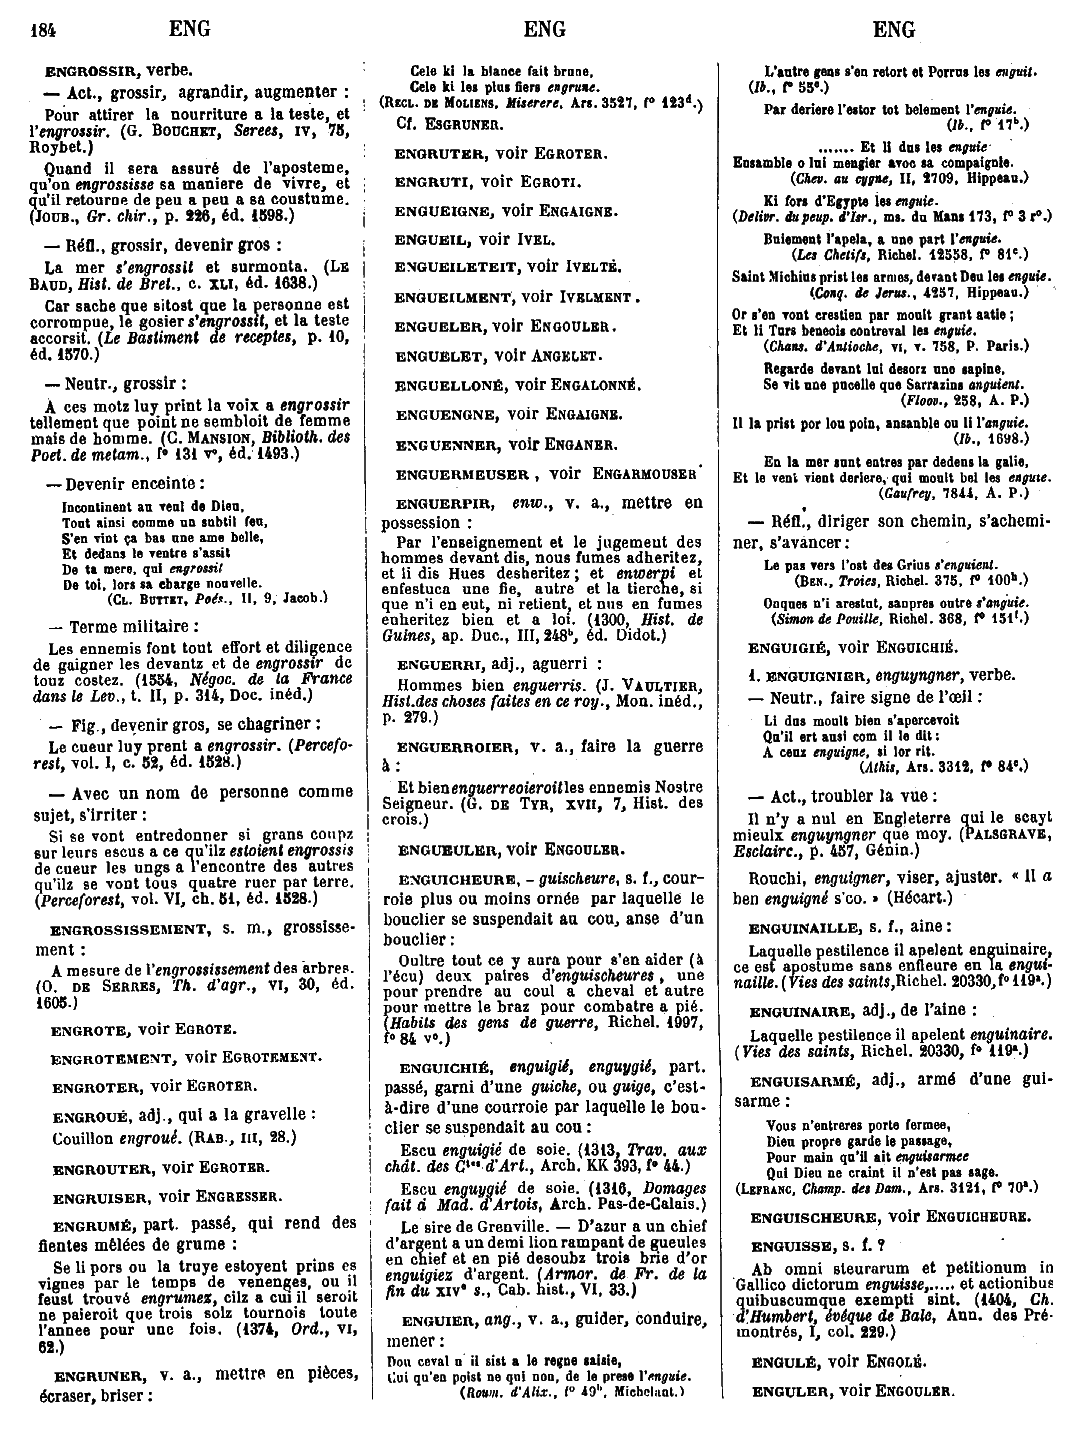 184 ENG ENG ENG
ENGROSSIR, verbe.
— Act., grossir, agrandir, augmenter :
Pour attirer la nourriture a la teste, et
l'engrossir. (G. BOUCHET, Serees, IV, 75,
Roybet.)
Quand il sera assuré de l'aposteme,
qu'on engrossisse sa maniere de vivre, et
qu'il retourne de peu a peu a sa coustume.
(JOUB., Gr. chir., p. 226, éd. 1598.)
— Réfl., grossir, devenir gros :
La mer s'engrossit et surmonta. (LE
BAUD, Hist. de Bret., c. XLI, éd. 1638.)
Car sache que sitost que la personne est
corrompue, le gosier s'engrossit, et la teste
accorsit. (Le Bastiment de receptes, p. 10,
éd. 1570.)
— Neutr., grossir :
A ces motz luy print la voix a engrossir
tellement que point ne sembloit de femme
mais de homme. (C. MANSION, Biblioth. des
Poet. de metam., f° 131 v°, éd. 1493.)
— Devenir enceinte :
Incontinent au veul de Dieu,
Tout ainsi comme un subtil feu,
S'en vint ça bas une ame belle,
Et dedans le ventre s'assit
De ta mere, qui engrossit
De toi, lors sa charge nouvelle.
(CL. BUTTET, Poés., II, 9, Jacob.)
— Terme militaire :
Les ennemis font tout effort et diligence
de gaigner les devantz et de engrossir de
touz costez. (1554, Négoc. de la France
dans le Lev., t. II, p. 314, Doc. inéd.)
— Fig., devenir gros, se chagriner :
Le cueur luy prent a engrossir. (Percefo-
rest, vol. I, c. 52, éd. 1528.)
— Avec un nom de personne comme
sujet, s'irriter :
Si se vont entredonner si grans coupz
sur leurs escus a ce qu'ilz estoient engrossis
de cueur les ungs a l'encontre des autres
qu'ilz se vont tous quatre ruer par terre.
(Perceforest, vol. VI, ch. 51, éd. 1528.)
ENGROSSISSEMENT, s. m., grossisse-
ment :
A mesure de l'engrossissement des arbres.
(O. DE SERRES, Th. d'agr., VI, 30, éd.
1605.)
ENGROTE, voir EGROTE.
ENGROTEMENT, voir EGROTEMENT.
ENGROTER, voir EGROTER.
ENGROUÉ, adj., qui a la gravelle :
Couillon engroué. (RAB., III, 28.)
ENGROUTER, voir EGROTER.
ENGRUISER, voir ENGRESSER.
ENGRUMÉ, part. passé, qui rend des
fientes mêlées de grume :
Se li pors ou la truye estoyent prins es
vignes par le temps de venenges, ou il
feust trouvé engrumez, cilz a cui il seroit
ne paieroit que trois solz tournois toute
l'annee pour une fois. (1374, Ord., VI,
62.)
ENGRUNER, v. a., mettre en pièces,
écraser, briser :
Cele ki la blance fait brune,
Cele ki les plus fiers engrune.
(RECL. DE MOLIENS, Miserere, Ars. 3527, f° 123d.)
Cf. ESGRUNER.
ENGRUTER, voir EGROTER.
ENGRUTI, voir EGROTI.
ENGUEIGNE, voir ENGAIGNE.
ENGUEIL, voir IVEL.
ENGUEILETEIT, voir IVELTÉ.
ENGUEILMENT, voir IVELMENT.
ENGUELER, voir ENGOULER.
ENGUELET, voir ANGELET.
ENGUELLONÉ, voir ENGALONNÉ.
ENGUENGNE, voir ENGAIGNE.
ENGUENNER, voir ENGANER.
ENGUERMEUSER, voir ENGARMOUSER
ENGUERPIR, enw., v. a., mettre en
possession :
Par l'enseignement et le jugement des
hommes devant dis, nous fumes adheritez,
et li dis Hues desheritez ; et enwerpi et
enfestuca une fie, autre et la tierche, si
que n'i en eut, ni retient, et nus en fumes
enheritez bien et a loi. (1300, Hist. de
Guines, ap. Duc., III, 248b, éd. Didot.)
ENGUERRI, adj., aguerri :
Hommes bien enguerris. (J. VAULTIER,
Hist. des choses faites en ce roy., Mon. inéd.,
p. 279.)
ENGUERROIER, v. a., faire la guerre
à :
Et bien enguerreoieroit les ennemis Nostre
Seigneur. (G. DE TYR, XVII, 7, Hist. des
crois.)
ENGUEULER, voir ENGOULER.
ENGUICHEURE, - guischeure, s. f., cour-
roie plus ou moins ornée par laquelle le
bouclier se suspendait au cou, anse d'un
bouclier :
Oultre tout ce y aura pour s'en aider (à
l'écu) deux paires d'enguischeures, une
pour prendre au coul a cheval et autre
pour mettre le braz pour combatre a pié.
(Habits des gens de guerre, Richel. 1997,
f° 84 v°.)
ENGUICHIÉ, enguigié, enguygié, part.
passé, garni d'une guiche, ou guige, c'est-
à-dire d'une courroie par laquelle le bou-
clier se suspendait au cou :
Escu enguigié de soie. (1313, Trav. aux
chât. des Ctes d'Art., Arch. KK 393, f° 44.)
Escu enguygié de soie. (1316, Domages
fait à Mad. d'Artois, Arch. Pas-de-Calais.)
Le sire de Grenville. — D'azur a un chief
d'argent a un demi lion rampant de gueules
en chief et en pié desoubz trois brie d'or
enguigiez d'argent. (Armor. de Fr. de la
fin du XIVe s., Cab. hist., VI, 33.)
ENGUIER, ang., v. a., guider, conduire,
mener :
Dou ceval u il sist a le regne saisie,
Cui qu'en poist ne qui non, de le prese l'enguie.
(Roum. d'Alix., f° 49b, Michelant.)
L'autre gens s'en retort et Porrus les enguit.
(Ib., f° 55c.)
Par deriere l'estor tot belement l'enguie.
(Ib., f° 17b.)
....... Et li dus les enguie
Ensamble o lui mengier avoc sa compaignie.
(Chev. au cygne, II, 2709, Hippeau.)
Ki fors d'Egypte les enguie.
(Delivr. du peup. d'Isr., ms. du Mans 173, f° 3 r°.)
Buiement l'apela, a une part l'enguie.
(Les Chetifs, Richel. 12558, f° 81c.)
Saint Michius prist les armes, devant Deu les enguie.
(Conq. de Jerus., 4257, Hippeau.)
Or s'en vont crestien par moult grant aatie ;
Et li Turs beneois contreval les enguie.
(Chans. d'Antioche, VI, v. 758, P. Paris.)
Regarde devant lui desorz une sapine,
Se vit une pucelle que Sarrazins anguient.
(Floov., 258, A. P.)
Il la prist por lou poin, ansanble ou li l'anguie.
(Ib., 1698.)
En la mer sunt entres par dedens la galie,
Et le vent vient deriere, qui moult bel les enguie.
(Gaufrey, 7844, A. P.)
— Réfl., diriger son chemin, s'achemi-
ner, s'avancer :
Le pas vers l'ost des Grius s'enguient.
(BEN., Troies, Richel. 375, f° 100b.)
Onques n'i arestut, sanpres outre s'anguie.
(Simon de Pouille, Richel. 368, f° 151f.)
ENGUIGIÉ, voir ENGUICHIÉ.
1. ENGUIGNIER, enguyngner, verbe.
— Neutr., faire signe de l'œil :
Li dus moult bien s'apercevoit
Qu'il ert ausi com il le dit :
A ceux enguigne, si lor rit.
(Athis, Ars. 3312, f° 84c.)
— Act., troubler la vue :
Il n'y a nul en Engleterre qui le scayt
mieulx enguyngner que moy. (PALSGRAVE,
Esclairc., p. 457, Génin.)
Rouchi, enguigner, viser, ajuster. « Il a
ben enguigné s'co. » (Hécart.)
ENGUINAILLE, s. f., aine :
Laquelle pestilence il apelent enguinaire,
ce est apostume sans enfleure en la engui-
naille. (Vies des saints, Richel. 20330, f° 119a.)
ENGUINAIRE, adj., de l'aine :
Laquelle pestilence il apelent enguinaire.
(Vies des saints, Richel. 20330, f° 119a.)
ENGUISARMÉ, adj., armé d'une gui-
sarme :
Vous n'entreres porte fermee,
Dieu propre garde le passage,
Pour main qu'il ait enguisarmee
Qui Dieu ne craint il n'est pas sage.
(LEFRANC, Champ. des Dam., Ars. 3121, f° 70a.)
ENGUISCHEURE, voir ENGUICHEURE.
ENGUISSE, s. f. ?
Ab omni steurarum et petitionum in
Gallico dictorum enguisse,..... et actionibus
quibuscumque exempti sint. (1404, Ch.
d'Humbert, évêque de Bale, Ann. des Pré-
montrés, I, col. 229.)
ENGULÉ, voir ENGOLÉ.
ENGULER, voir ENGOULER.